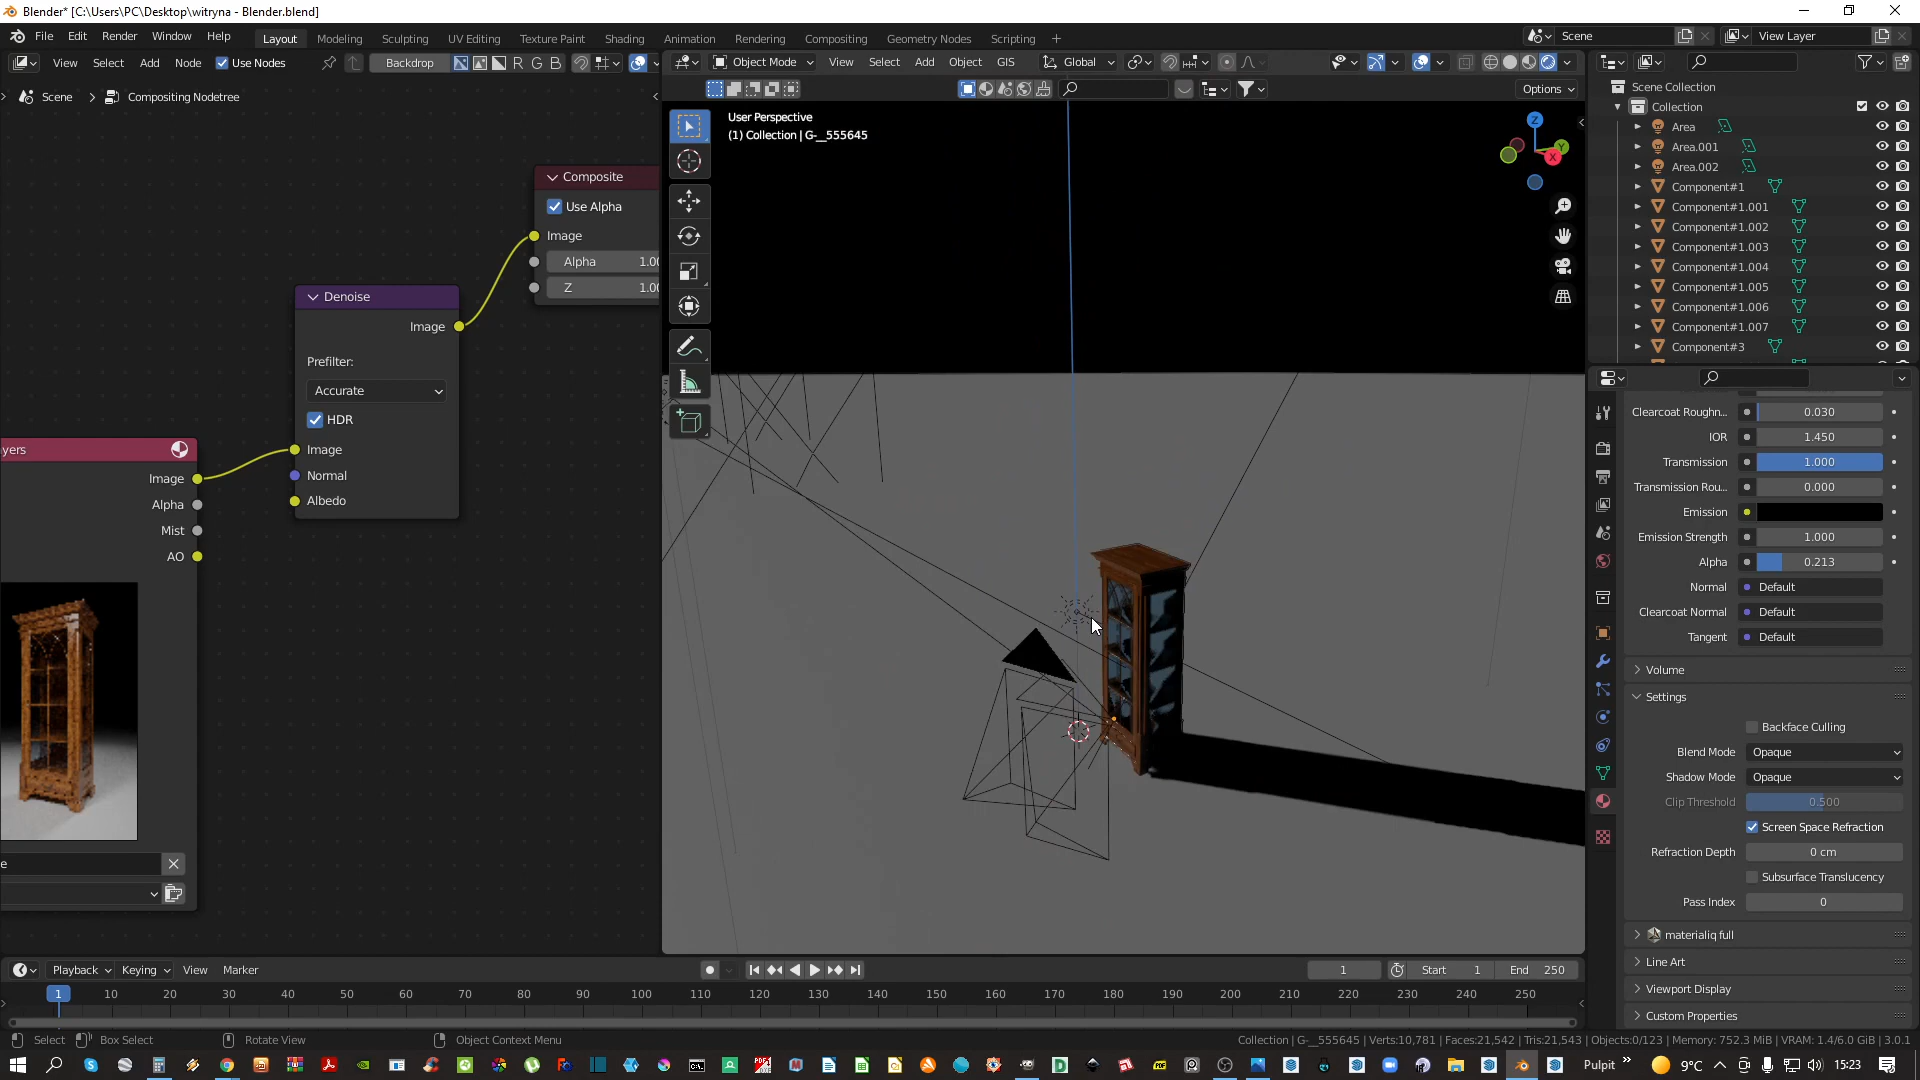 Blender* [C:\Users\PC\Desktop\witryna - Blender.blend]
File Edit Render Window Help Layout Modeling Sculpting UV Editing Texture Paint Shading Animation Rendering Compositing Geometry Nodes Scripting + Scene View Layer
View Select Add Node Use Nodes Backdrop R G B Object Mode View Select Add Object GIS Global
Options
Scene > Compositing Nodetree
Composite
Use Alpha
Image
Alpha 1.00
Z 1.00
Denoise
Image
Prefilter:
Accurate
HDR
Image
Normal
Albedo
yers
Image
Alpha
Mist
AO
e
User Perspective
(1) Collection | G-__555645
Z
Y
X
Scene Collection
Collection
Area
Area.001
Area.002
Component#1
Component#1.001
Component#1.002
Component#1.003
Component#1.004
Component#1.005
Component#1.006
Component#1.007
Component#3
Clearcoat Roughn... 0.030
IOR 1.450
Transmission 1.000
Transmission Rou... 0.000
Emission
Emission Strength 1.000
Alpha 0.213
Normal Default
Clearcoat Normal Default
Tangent Default
Volume
Settings
Backface Culling
Blend Mode Opaque
Shadow Mode Opaque
Clip Threshold 0.500
Screen Space Refraction
Refraction Depth 0 cm
Subsurface Translucency
Pass Index 0
materialiq full
Line Art
Viewport Display
Custom Properties
Playback Keying View Marker 1 Start 1 End 250
1 10 20 30 40 50 60 70 80 90 100 110 120 130 140 150 160 170 180 190 200 210 220 230 240 250
Select Box Select Rotate View Object Context Menu Collection | G-__555645 | Verts:10,781 | Faces:21,542 | Tris:21,543 | Objects:0/123 | Memory: 752.3 MiB | VRAM: 1.4/6.0 GiB | 3.0.1
Pulpit 9°C 15:23